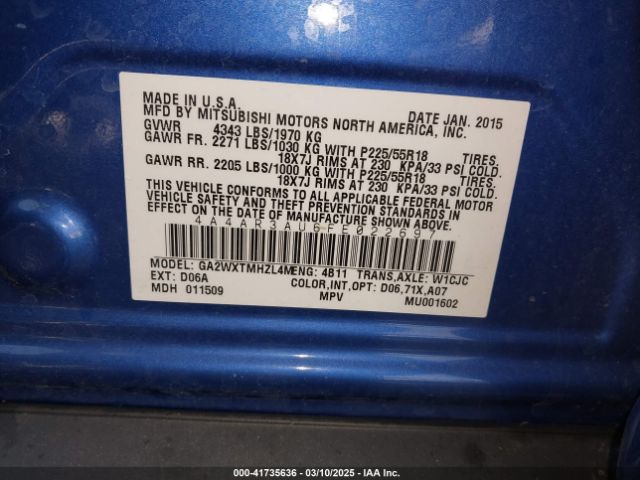 MADE IN U.S.A. DATE JAN. 2015
MFD BY MITSUBISHI MOTORS NORTH AMERICA, INC.
GVWR 4343 LBS/1970 KG
GAWR FR. 2271 LBS/1030 KG WITH P225/55R18 TIRES.
18X7J RIMS AT 230 KPA/33 PSI COLD.
GAWR RR. 2205 LBS/1000 KG WITH P225/55R18 TIRES.
18X7J RIMS AT 230 KPA/33 PSI COLD.
THIS VEHICLE CONFORMS TO ALL APPLICABLE FEDERAL MOTOR
VEHICLE SAFETY AND THEFT PREVENTION STANDARDS IN
EFFECT ON THE DATE OF MANUFACTURE SHOWN ABOVE.
4A4AR3AU6FE022697
MODEL: GA2WXTMHZL4M ENG: 4B11 TRANS,AXLE: W1CJC
EXT: D06A COLOR,INT,OPT: D06,71X,A07
MDH 011509 MPV MU001602
000-41735636 - 03/10/2025 - IAA Inc.